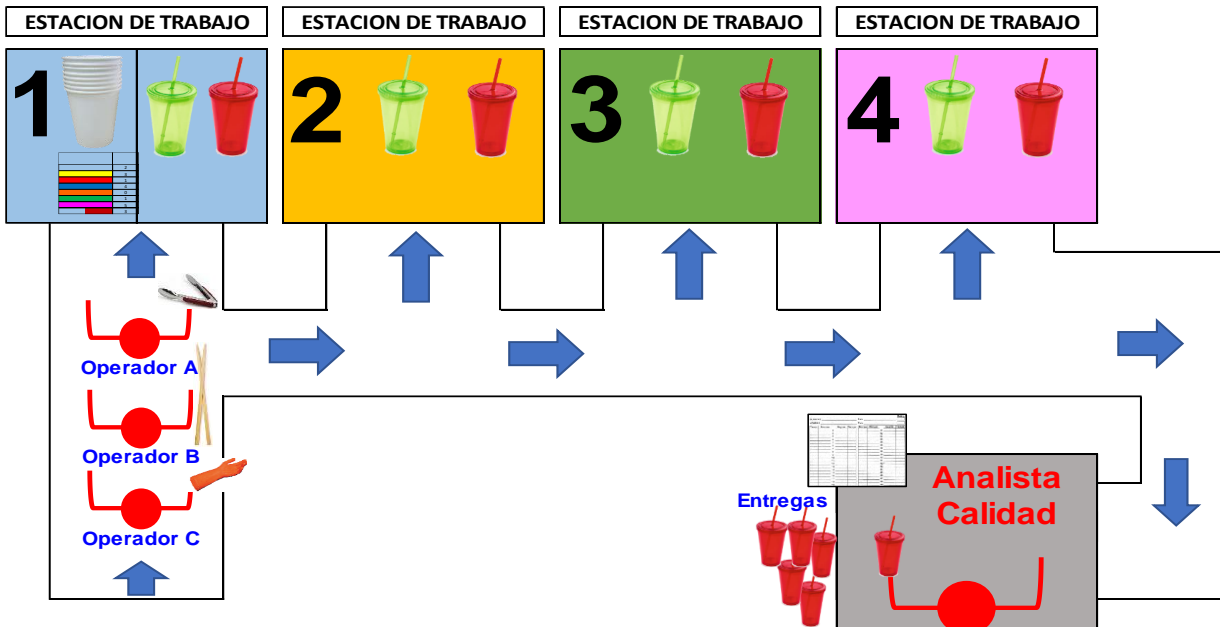 ESTACION DE TRABAJO
ESTACION DE TRABAJO
ESTACION DE TRABAJO
ESTACION DE TRABAJO
1
2
3
4
Operador A
Operador B
Operador C
Entregas
Analista
Calidad